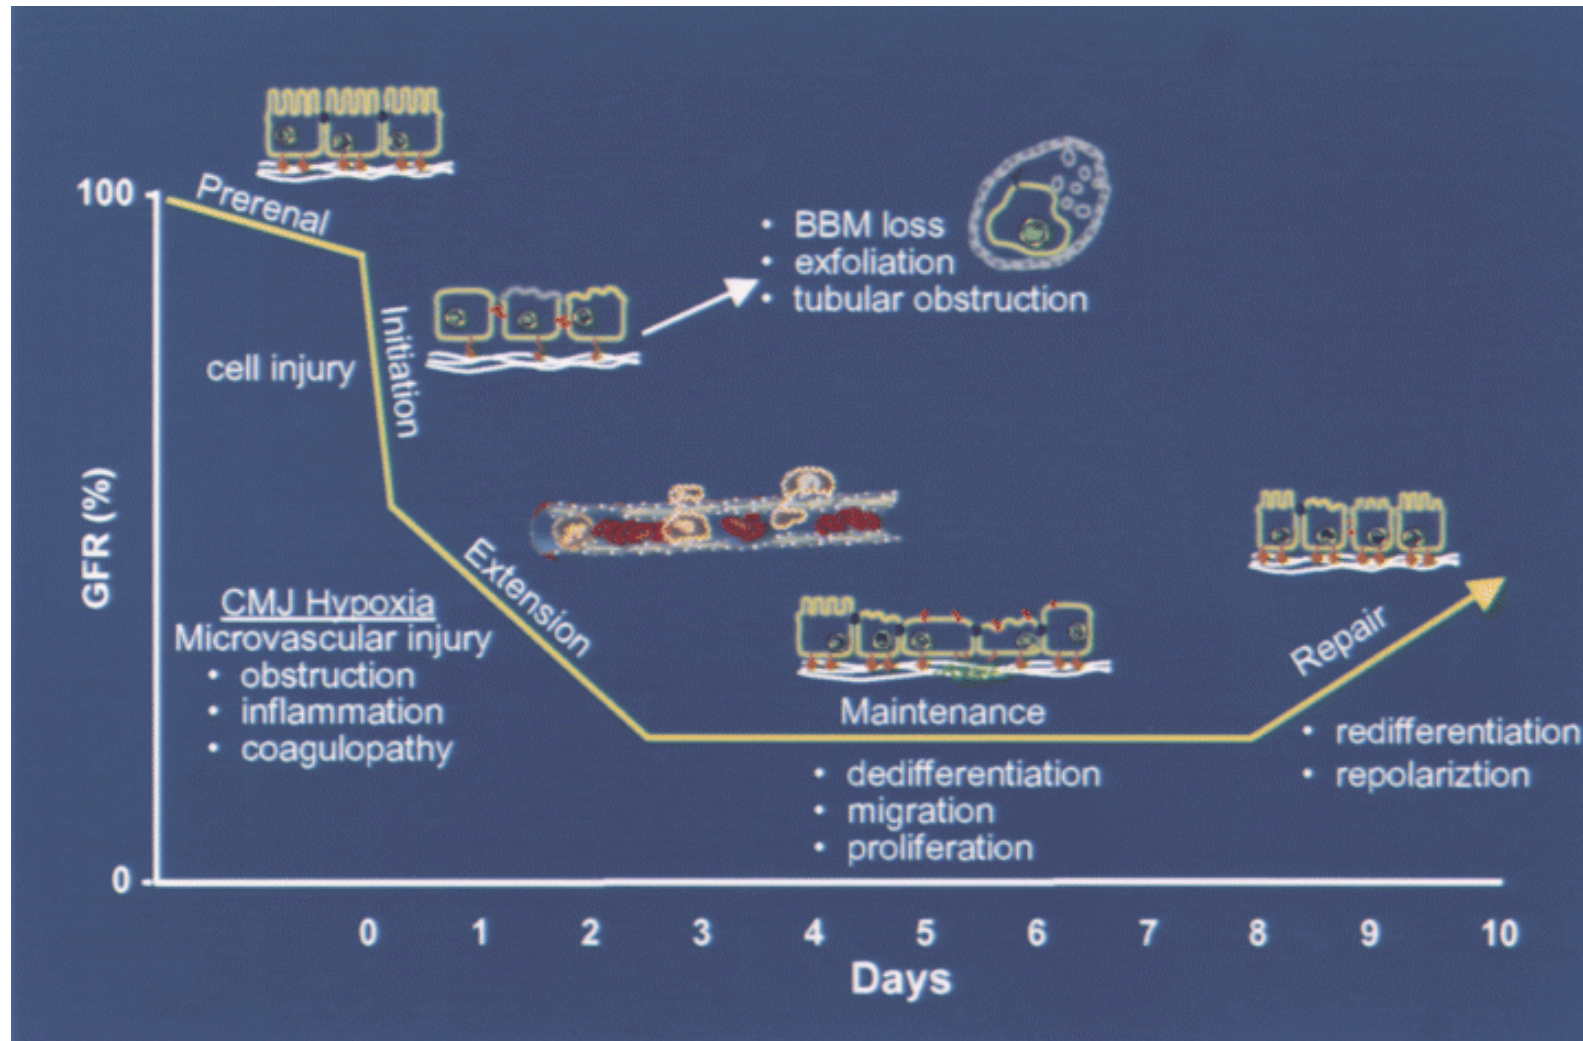 100
Prerenal
• BBM loss
• exfoliation
• tubular obstruction
Initiation
cell injury
GFR (%)
Extension
CMJ Hypoxia
Microvascular injury
• obstruction
• inflammation
• coagulopathy
Maintenance
• dedifferentiation
• migration
• proliferation
Repair
• redifferentiation
• repolariztion
0
0 1 2 3 4 5 6 7 8 9 10
Days